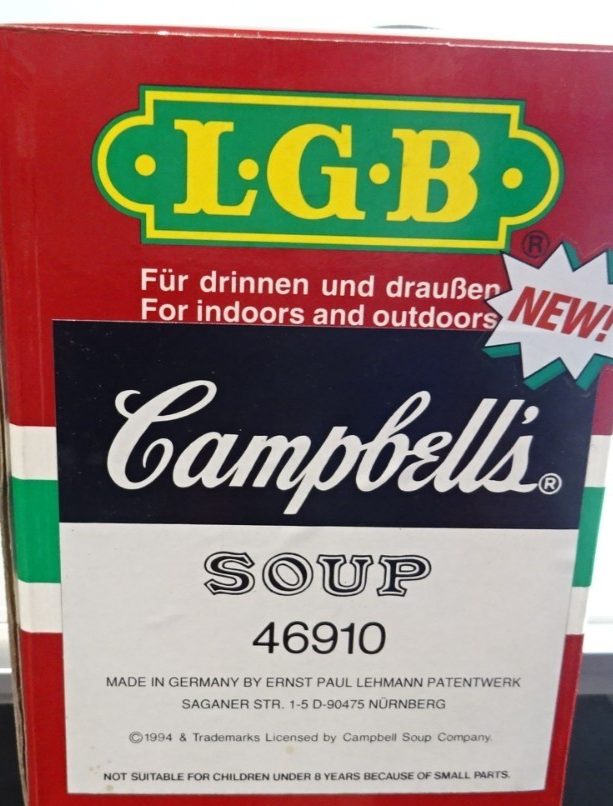 L·G·B
®
Für drinnen und draußen
For indoors and outdoors
NEW!
Campbell's®
SOUP
46910
MADE IN GERMANY BY ERNST PAUL LEHMANN PATENTWERK
SAGANER STR. 1-5 D-90475 NÜRNBERG
©1994 & Trademarks Licensed by Campbell Soup Company.
NOT SUITABLE FOR CHILDREN UNDER 8 YEARS BECAUSE OF SMALL PARTS.